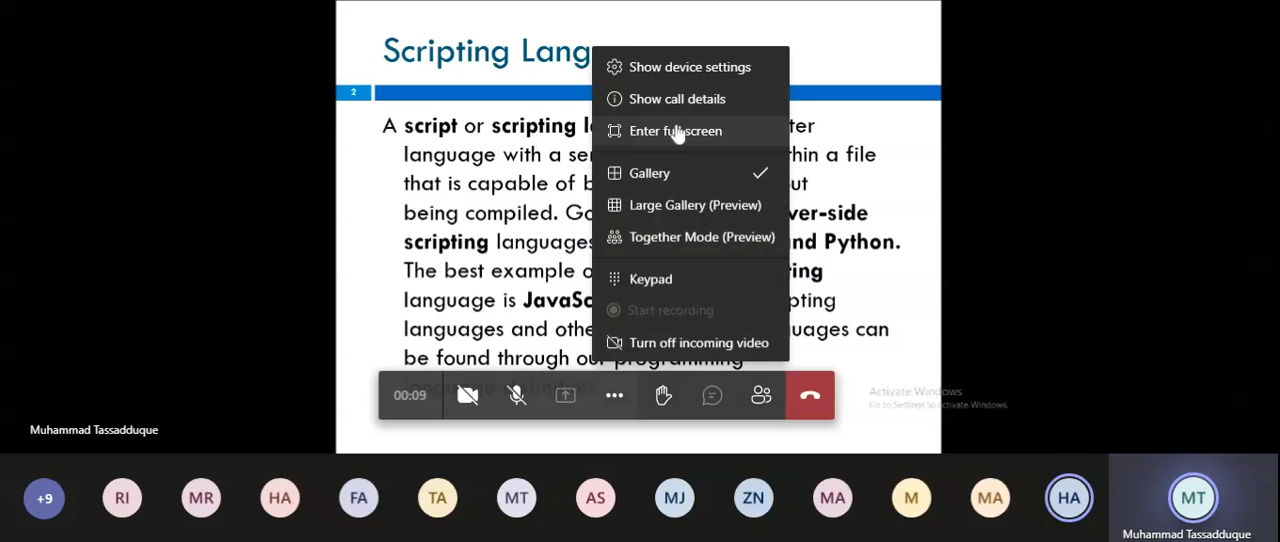 Scripting Lang
2
A script or scripting l
ter
language with a se
thin a file
that is capable of b
ut
being compiled. Go
ver-side
scripting languages
and Python.
The best example o
ring
language is JavaSc
pting
languages and othe
uages can
be found through our programming
Show device settings
Show call details
Enter full screen
Gallery
Large Gallery (Preview)
Together Mode (Preview)
Keypad
Start recording
Turn off incoming video
00:09
Activate Windows
Go to Settings to activate Windows.
Muhammad Tassadduque
+9
RI
MR
HA
FA
TA
MT
AS
MJ
ZN
MA
M
MA
HA
MT
Muhammad Tassadduque